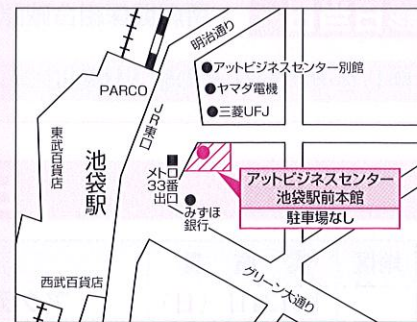 明治通り
アットビジネスセンター別館
ヤマダ電機
三菱UFJ
PARCO
JR東口
東武百貨店
池袋駅
メトロ
33番
出口
みずほ
銀行
アットビジネスセンター
池袋駅前本館
駐車場なし
西武百貨店
グリーン大通り